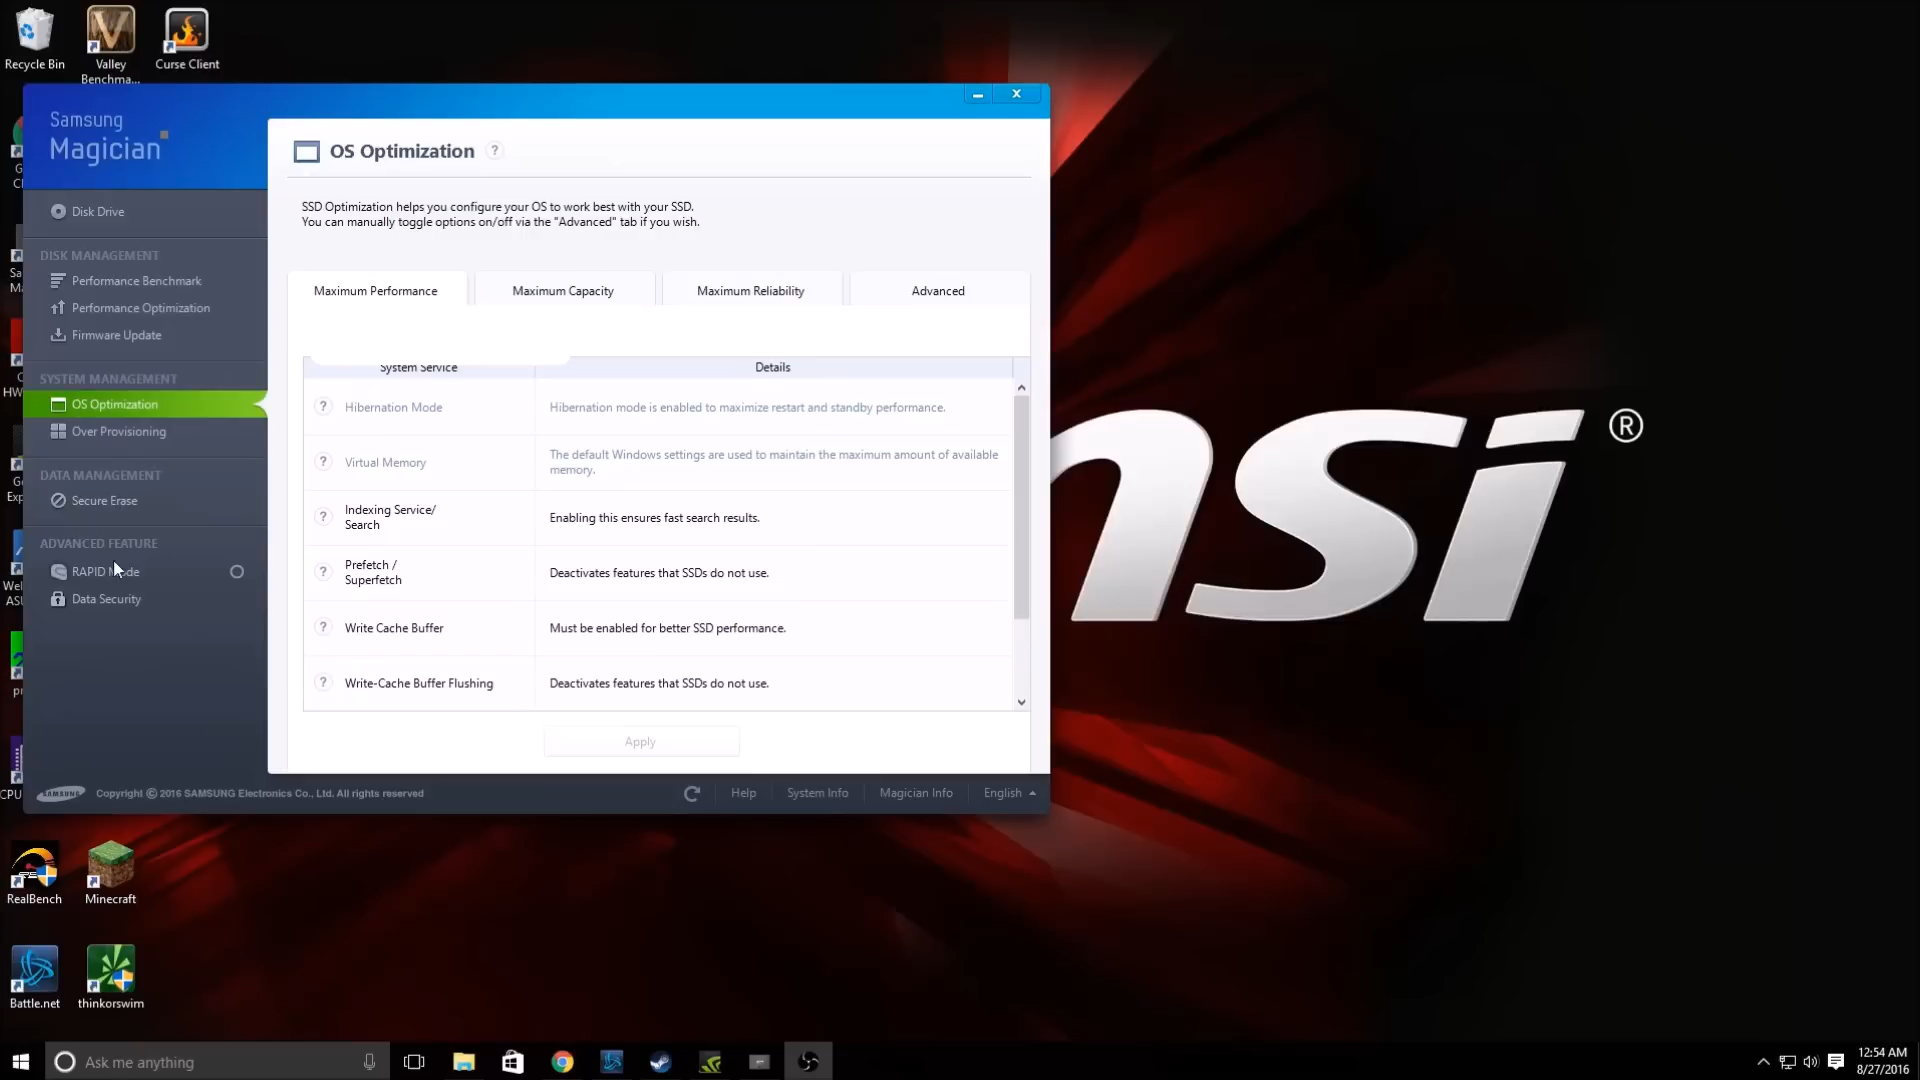 Recycle Bin
Valley
Benchma...
Curse Client
Samsung
Magician
OS Optimization
?
SSD Optimization helps you configure your OS to work best with your SSD.
You can manually toggle options on/off via the "Advanced" tab if you wish.
Disk Drive
DISK MANAGEMENT
Performance Benchmark
Performance Optimization
Firmware Update
SYSTEM MANAGEMENT
OS Optimization
Over Provisioning
DATA MANAGEMENT
Secure Erase
ADVANCED FEATURE
RAPID Mode
Data Security
Maximum Performance
Maximum Capacity
Maximum Reliability
Advanced
System Service
Details
? Hibernation Mode
Hibernation mode is enabled to maximize restart and standby performance.
? Virtual Memory
The default Windows settings are used to maintain the maximum amount of available
memory.
? Indexing Service/
Search
Enabling this ensures fast search results.
? Prefetch /
Superfetch
Deactivates features that SSDs do not use.
? Write Cache Buffer
Must be enabled for better SSD performance.
? Write-Cache Buffer Flushing
Deactivates features that SSDs do not use.
Apply
SAMSUNG
Copyright © 2016 SAMSUNG Electronics Co., Ltd. All rights reserved
Help
System Info
Magician Info
English
msi ®
RealBench
Minecraft
Battle.net
thinkorswim
Ask me anything
12:54 AM
8/27/2016